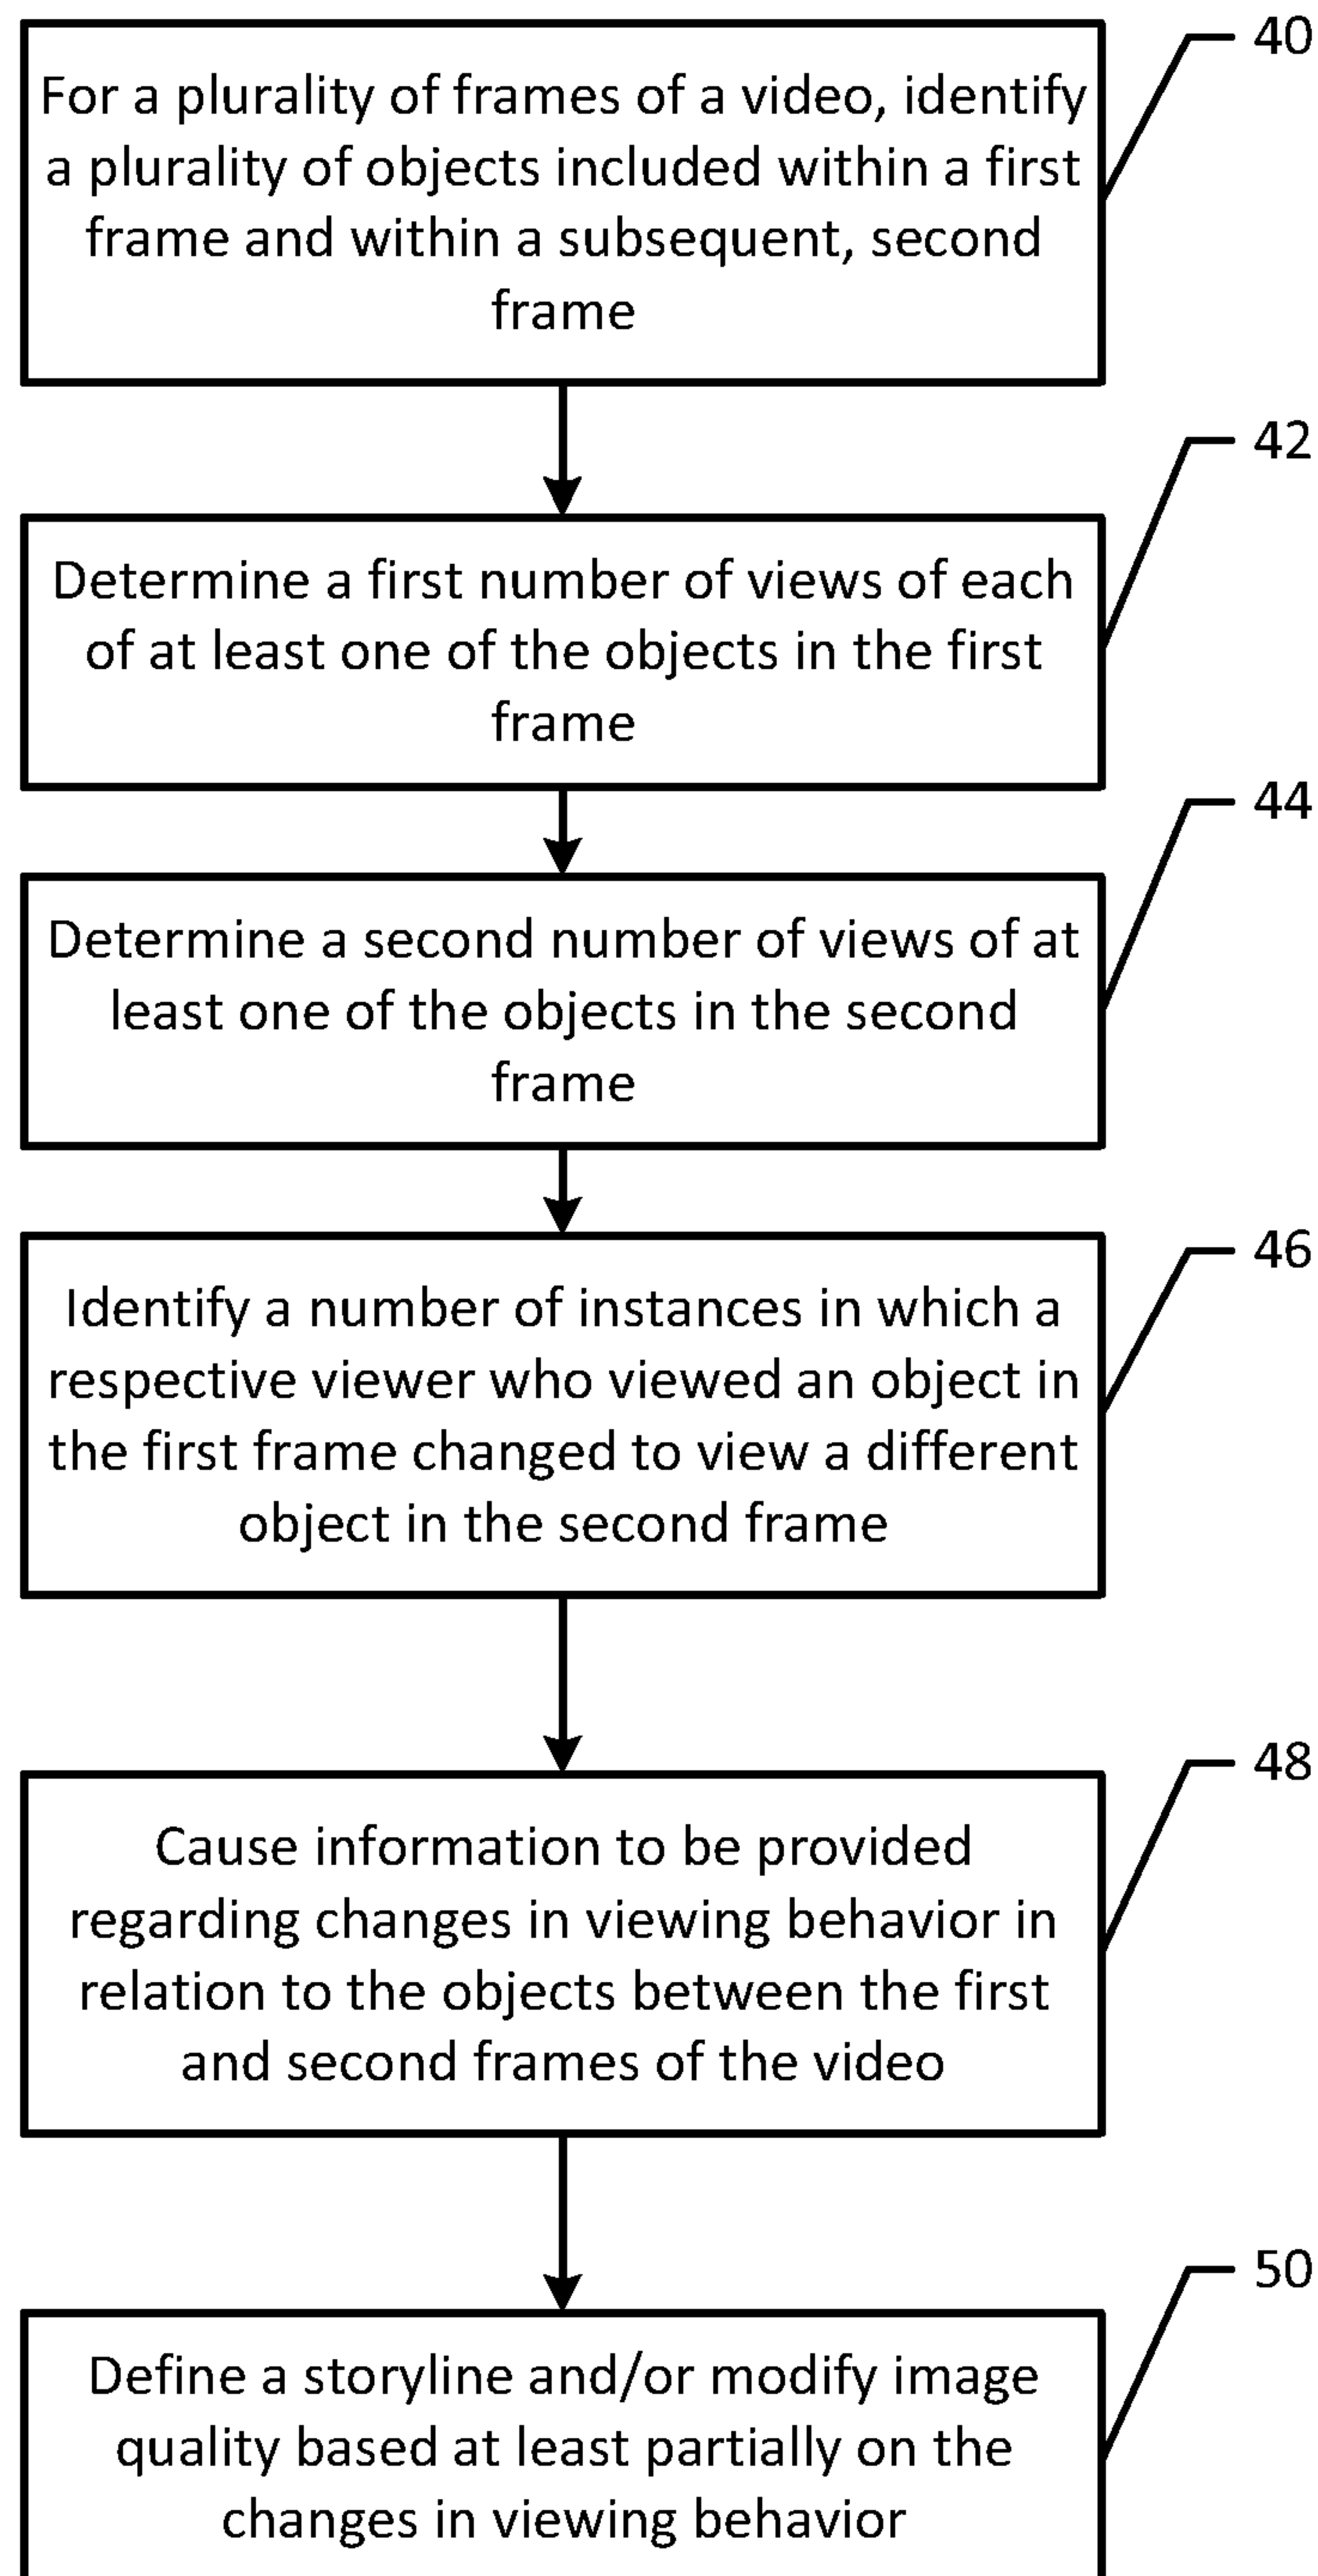 40
For a plurality of frames of a video, identify
a plurality of objects included within a first
frame and within a subsequent, second
frame
42
Determine a first number of views of each
of at least one of the objects in the first
frame
44
Determine a second number of views of at
least one of the objects in the second
frame
46
Identify a number of instances in which a
respective viewer who viewed an object in
the first frame changed to view a different
object in the second frame
48
Cause information to be provided
regarding changes in viewing behavior in
relation to the objects between the first
and second frames of the video
50
Define a storyline and/or modify image
quality based at least partially on the
changes in viewing behavior